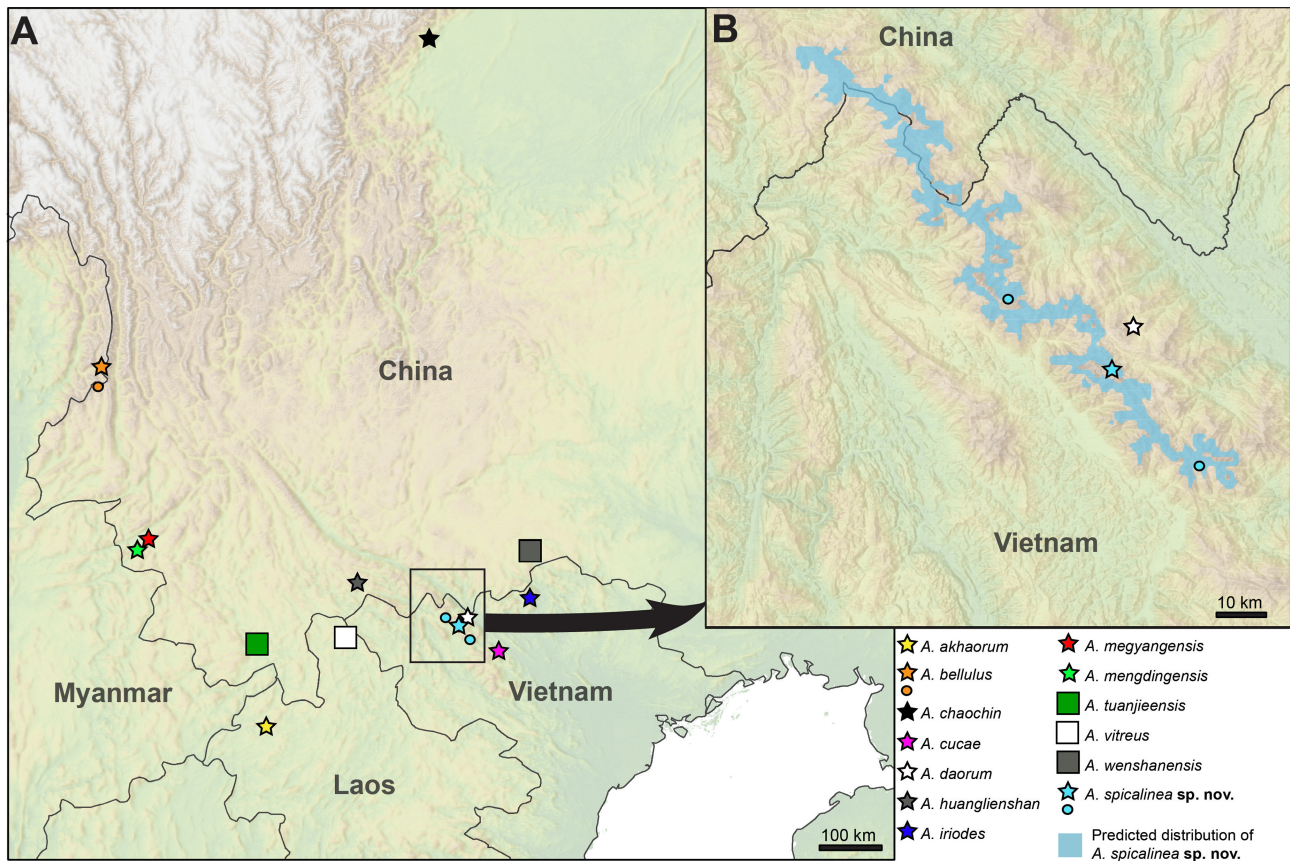 A
China
Myanmar
Laos
Vietnam
100 km
B
China
Vietnam
10 km
A. akhaorum
A. bellulus
A. chaochin
A. cucae
A. daorum
A. huanglienshan
A. iriodes
A. megyangensis
A. mengdingensis
A. tuanjieensis
A. vitreus
A. wenshanensis
A. spicalinea sp. nov.
Predicted distribution of
A. spicalinea sp. nov.